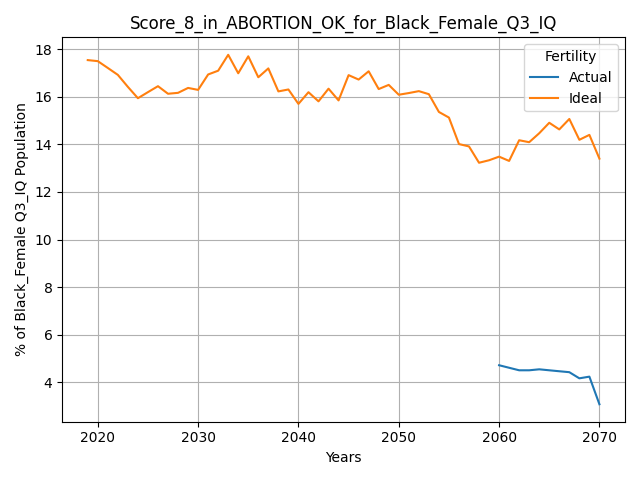 Score_8_in_ABORTION_OK_for_Black_Female_Q3_IQ
Fertility
Actual
Ideal
% of Black_Female Q3_IQ Population
18
16
14
12
10
8
6
4
2020 2030 2040 2050 2060 2070
Years